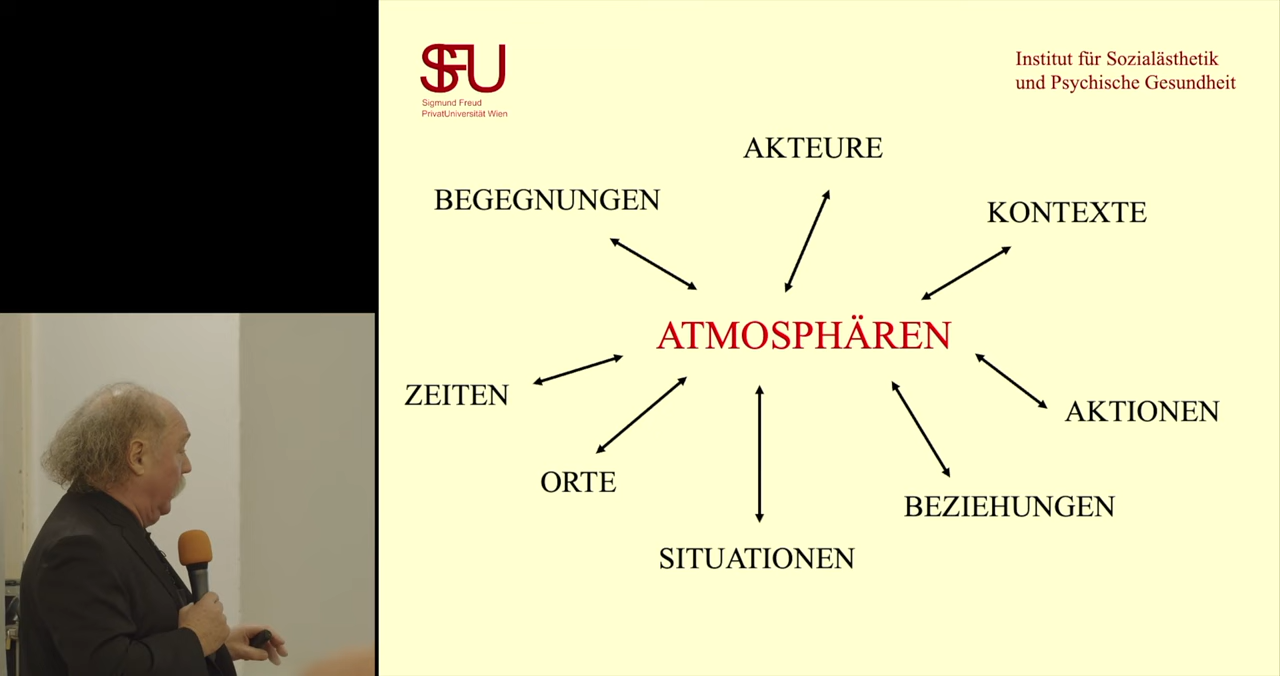 SFU
Sigmund Freud
PrivatUniversität Wien
Institut für Sozialästhetik
und Psychische Gesundheit
AKTEURE
BEGEGNUNGEN
KONTEXTE
ATMOSPHÄREN
ZEITEN
AKTIONEN
ORTE
BEZIEHUNGEN
SITUATIONEN